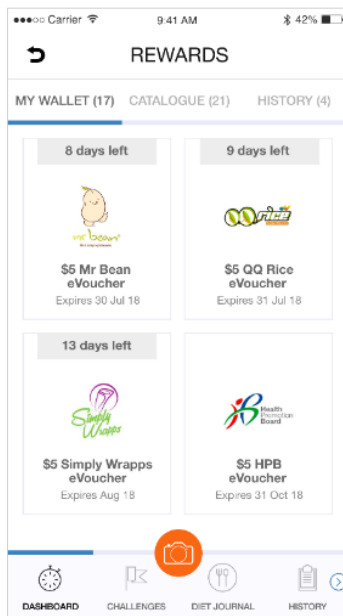 Carrier 9:41 AM 42%
REWARDS
MY WALLET (17) CATALOGUE (21) HISTORY (4)
8 days left
9 days left
mr bean
QQ rice
$5 Mr Bean
eVoucher
Expires 30 Jul 18
$5 QQ Rice
eVoucher
Expires 31 Jul 18
13 days left
Simply
Wrapps
Health
Promotion
Board
$5 Simply Wrapps
eVoucher
Expires Aug 18
$5 HPB
eVoucher
Expires 31 Oct 18
DASHBOARD CHALLENGES DIET JOURNAL HISTORY